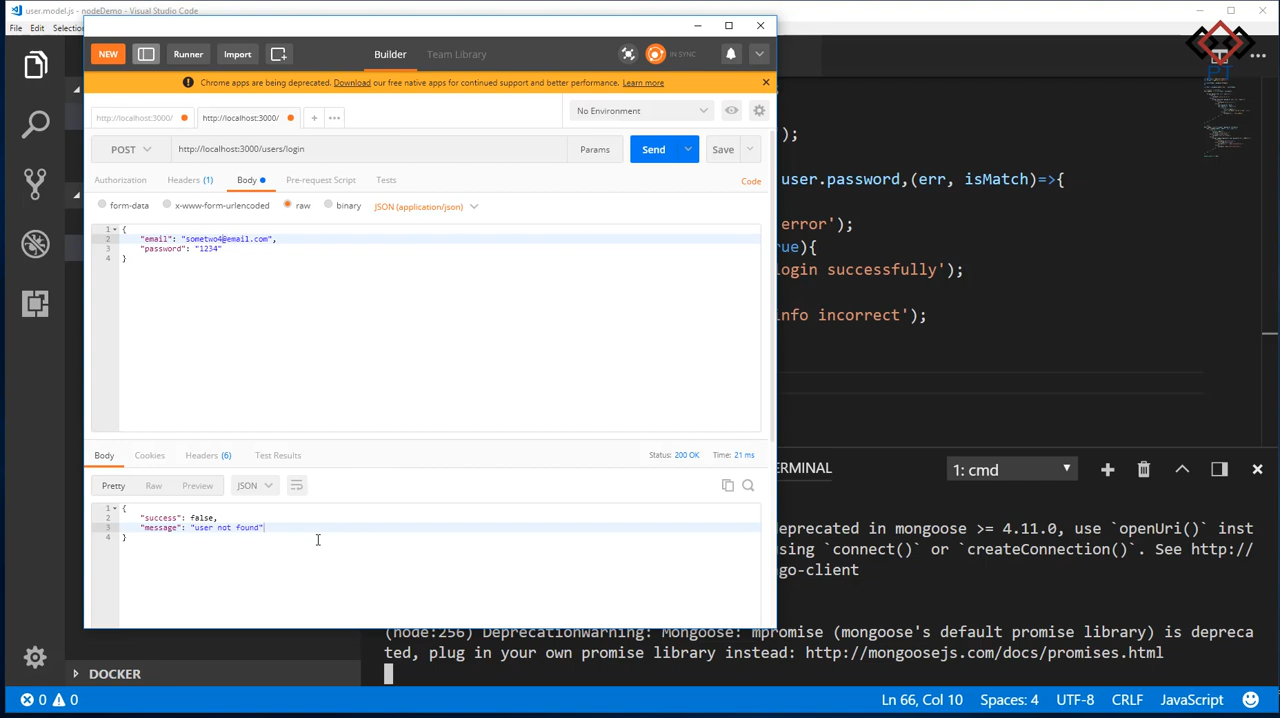 user.model.js - nodeDemo - Visual Studio Code
File Edit Selec
PT
NEW Runner Import Builder Team Library IN SYNC
Chrome apps are being deprecated. Download our free native apps for continued support and better performance. Learn more
http://localhost:3000/ http://localhost:3000/ + ••• No Environment
POST http://localhost:3000/users/login Params Send Save
Authorization Headers (1) Body Pre-request Script Tests Code
form-data x-www-form-urlencoded raw binary JSON (application/json)
1 {
2 "email": "sometwo4@email.com",
3 "password": "1234"
4 }
Body Cookies Headers (6) Test Results Status: 200 OK Time: 21 ms
Pretty Raw Preview JSON
1 {
2 "success": false,
3 "message": "user not found"
4 }
);
user.password,(err, isMatch)=>{
error');
ue){
login successfully');
info incorrect');
TERMINAL 1: cmd
deprecated in mongoose >= 4.11.0, use `openUri()` inst
sing `connect()` or `createConnection()`. See http://
go-client
(node:256) DeprecationWarning: Mongoose: mpromise (mongoose's default promise library) is depreca
ted, plug in your own promise library instead: http://mongoosejs.com/docs/promises.html
DOCKER
0 0 Ln 66, Col 10 Spaces: 4 UTF-8 CRLF JavaScript